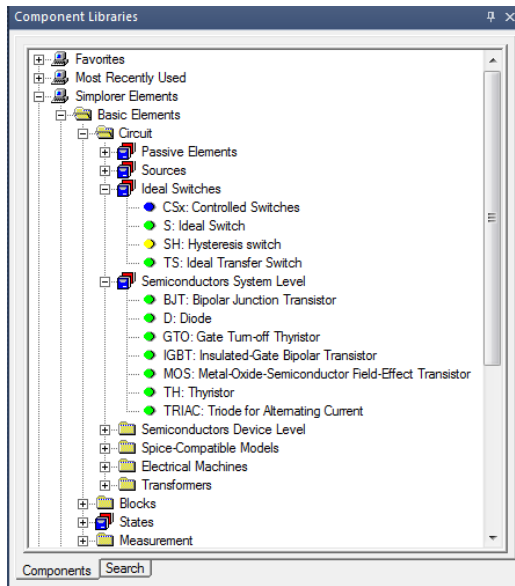 Component Libraries
Favorites
Most Recently Used
Simplorer Elements
Basic Elements
Circuit
Passive Elements
Sources
Ideal Switches
CSx: Controlled Switches
S: Ideal Switch
SH: Hysteresis switch
TS: Ideal Transfer Switch
Semiconductors System Level
BJT: Bipolar Junction Transistor
D: Diode
GTO: Gate Turn-off Thyristor
IGBT: Insulated-Gate Bipolar Transistor
MOS: Metal-Oxide-Semiconductor Field-Effect Transistor
TH: Thyristor
TRIAC: Triode for Alternating Current
Semiconductors Device Level
Spice-Compatible Models
Electrical Machines
Transformers
Blocks
States
Measurement
Components Search